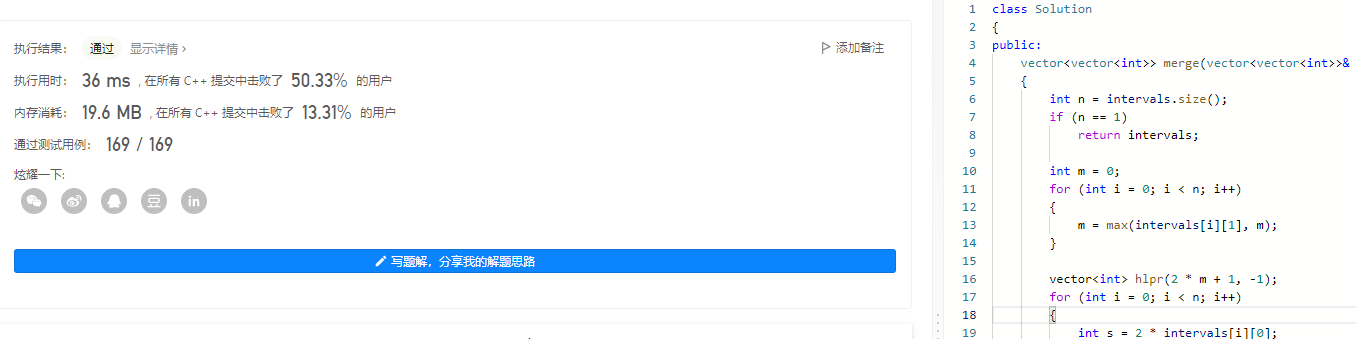 执行结果： 通过 显示详情 > 添加备注
执行用时： 36 ms , 在所有 C++ 提交中击败了 50.33% 的用户
内存消耗： 19.6 MB , 在所有 C++ 提交中击败了 13.31% 的用户
通过测试用例： 169 / 169
炫耀一下:
豆 in
写题解，分享我的解题思路
1 class Solution
2 {
3 public:
4 vector<vector<int>> merge(vector<vector<int>>&
5 {
6 int n = intervals.size();
7 if (n == 1)
8 return intervals;
9
10 int m = 0;
11 for (int i = 0; i < n; i++)
12 {
13 m = max(intervals[i][1], m);
14 }
15
16 vector<int> hlpr(2 * m + 1, -1);
17 for (int i = 0; i < n; i++)
18 {
19 int s = 2 * intervals[i][0];